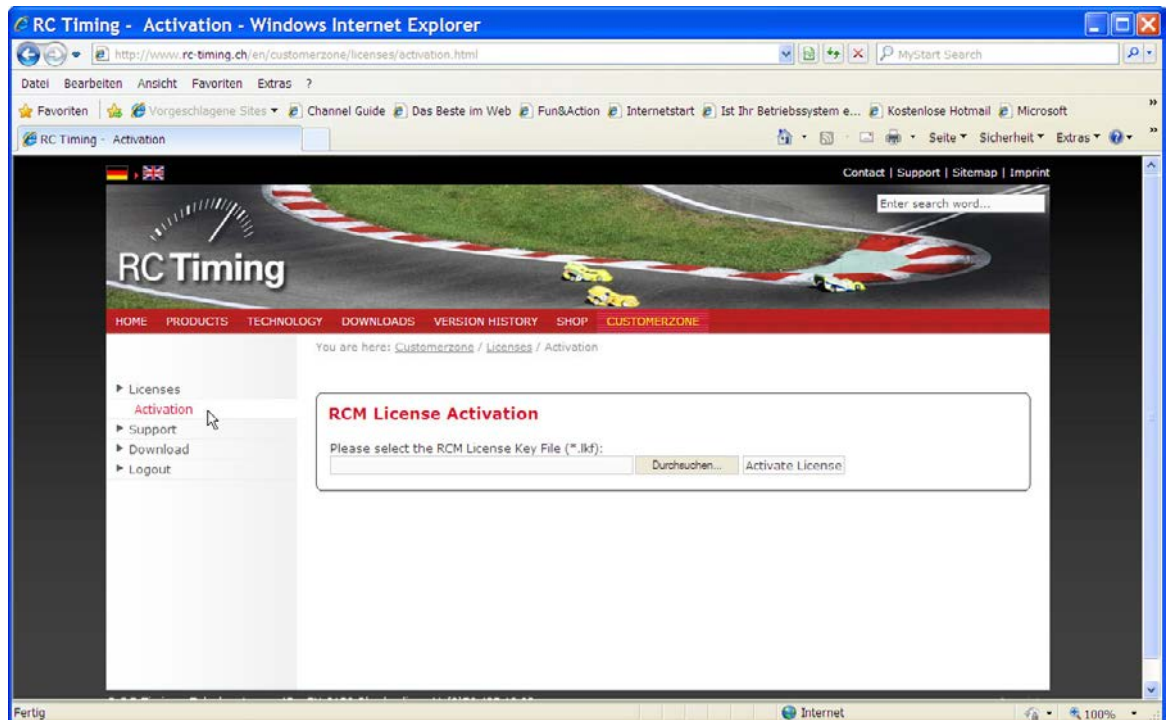 RC Timing - Activation - Windows Internet Explorer
http://www.rc-timing.ch/en/customerzone/licenses/activation.html
MyStart Search
Datei Bearbeiten Ansicht Favoriten Extras ?
Favoriten Vorgeschlagene Sites Channel Guide Das Beste im Web Fun&Action Internetstart Ist Ihr Betriebssystem e... Kostenlose Hotmail Microsoft »
RC Timing - Activation
Seite Sicherheit Extras »
Contact | Support | Sitemap | Imprint
Enter search word...
RC Timing
HOME PRODUCTS TECHNOLOGY DOWNLOADS VERSION HISTORY SHOP CUSTOMERZONE
You are here: Customerzone / Licenses / Activation
Licenses
Activation
Support
Download
Logout
RCM License Activation
Please select the RCM License Key File (*.lkf):
Durchsuchen... Activate License
Fertig
Internet
100%